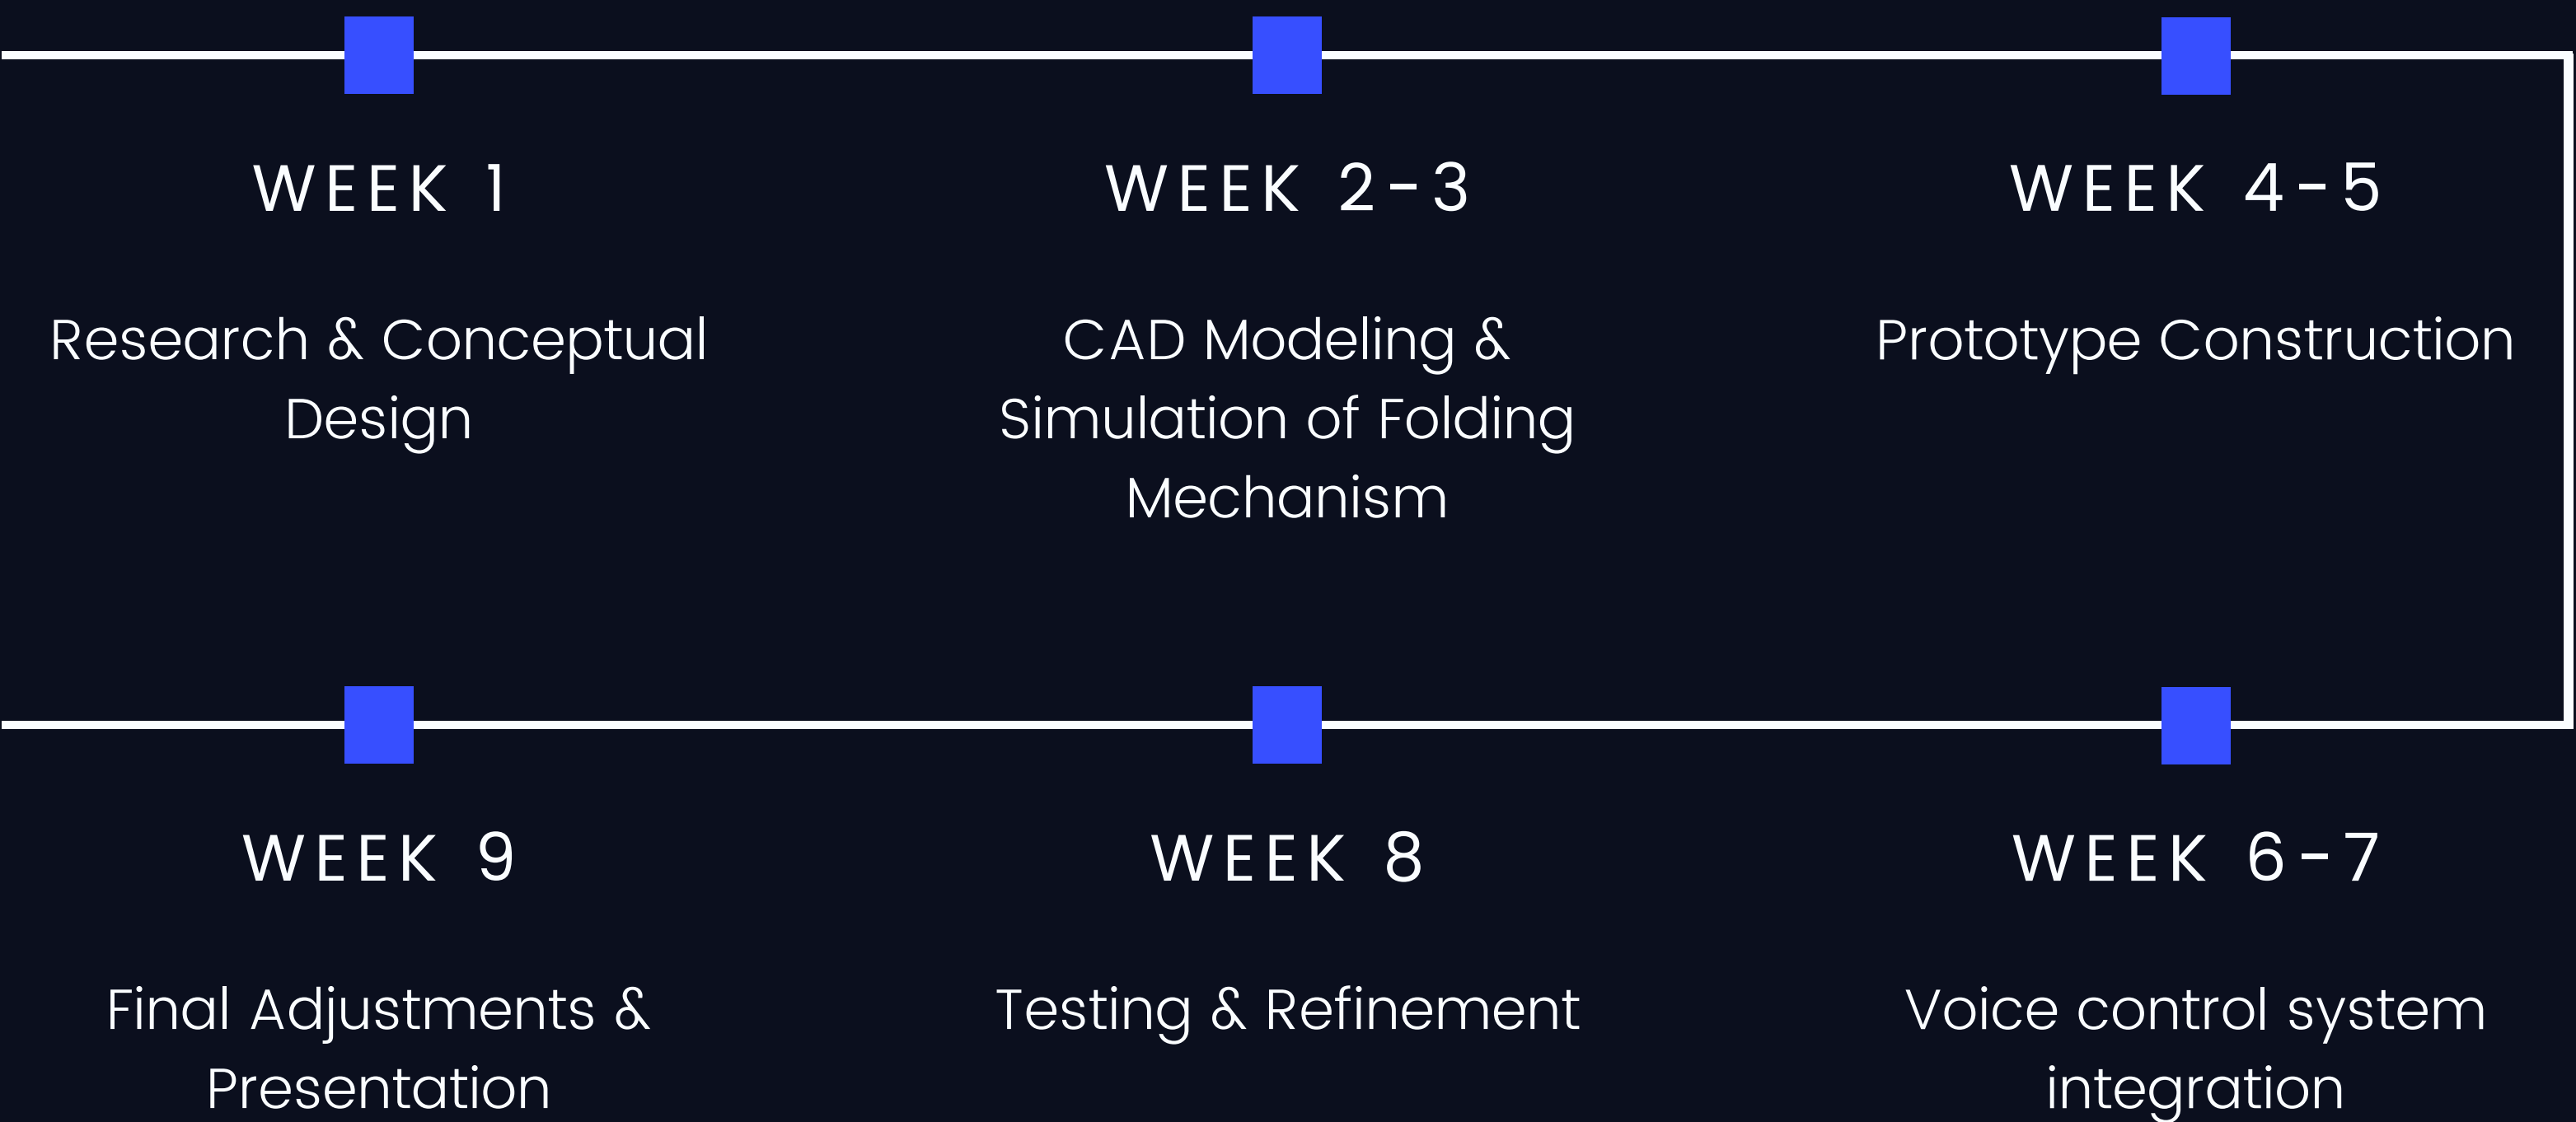 WEEK 1
Research & Conceptual
Design
WEEK 2-3
CAD Modeling &
Simulation of Folding
Mechanism
WEEK 4-5
Prototype Construction
WEEK 9
Final Adjustments &
Presentation
WEEK 8
Testing & Refinement
WEEK 6-7
Voice control system
integration